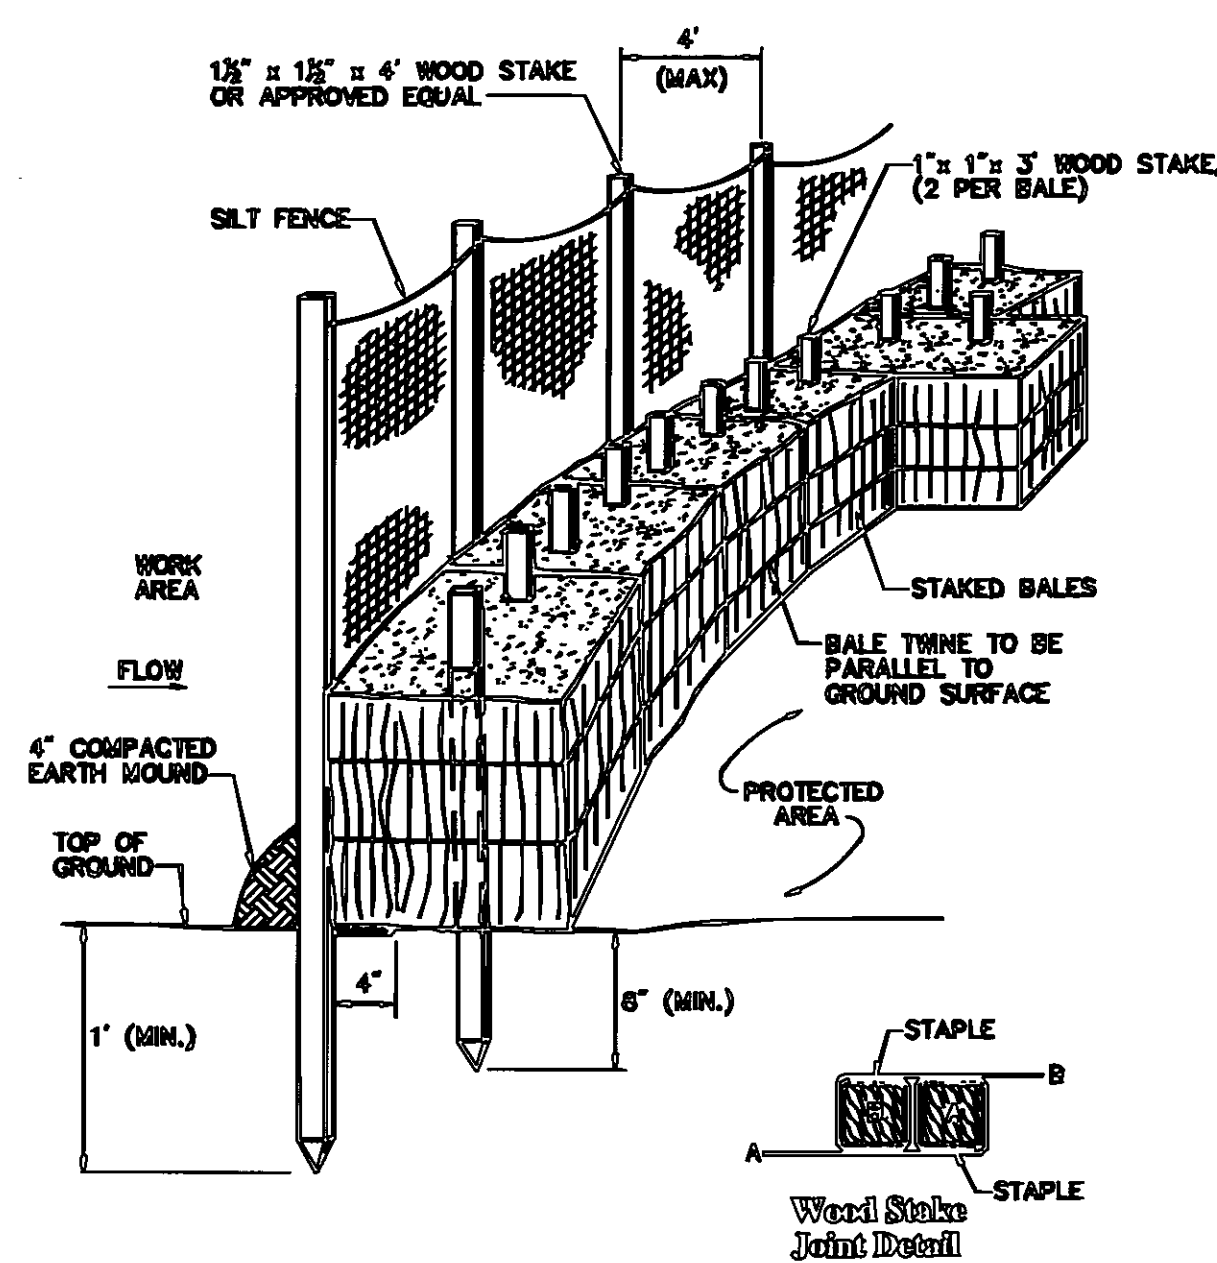 4'
(MAX)
1½" x 1½" x 4' WOOD STAKE
OR APPROVED EQUAL
1"x 1"x 3' WOOD STAKE
(2 PER BALE)
SILT FENCE
WORK
AREA
FLOW
STAKED BALES
BALE TWINE TO BE
PARALLEL TO
GROUND SURFACE
4" COMPACTED
EARTH MOUND
PROTECTED
AREA
TOP OF
GROUND
4"
8" (MIN.)
1' (MIN.)
STAPLE
B
B A
A
STAPLE
Wood Stake
Joint Detail